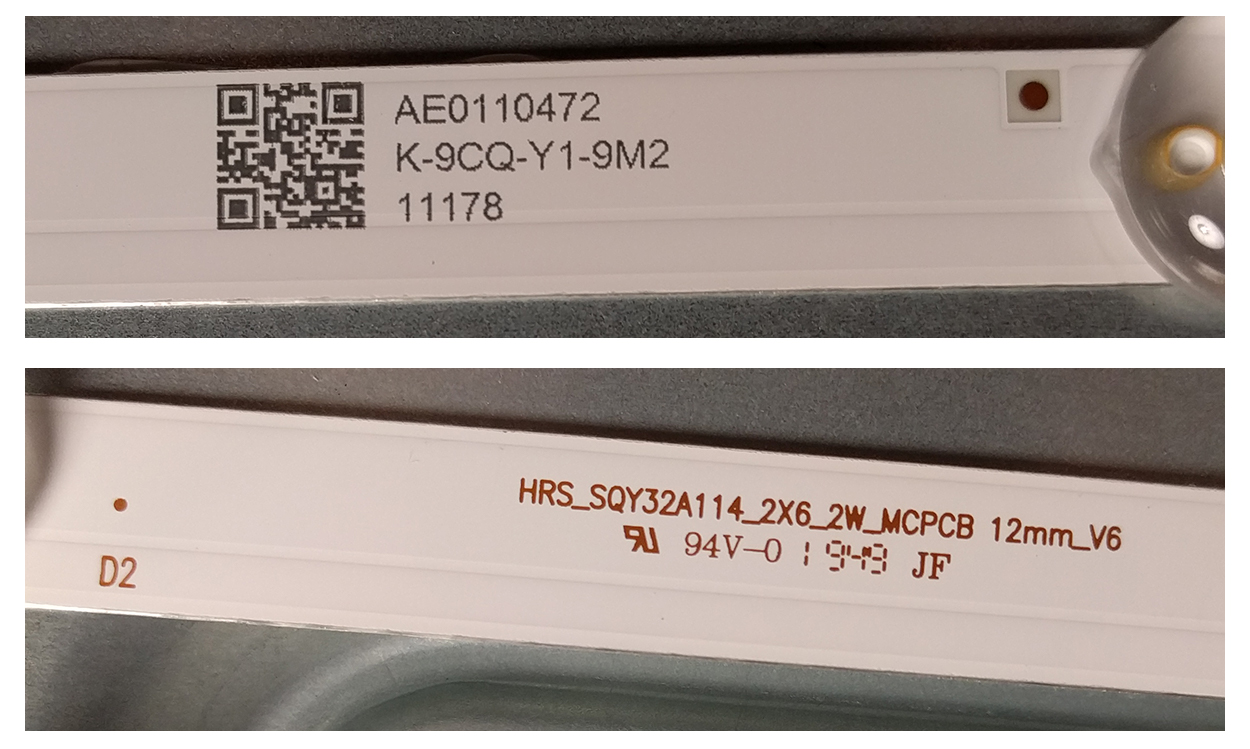 AE0110472
K-9CQ-Y1-9M2
11178
HRS_SQY32A114_2X6_2W_MCPCB 12mm_V6
94V-0 1949 JF
D2